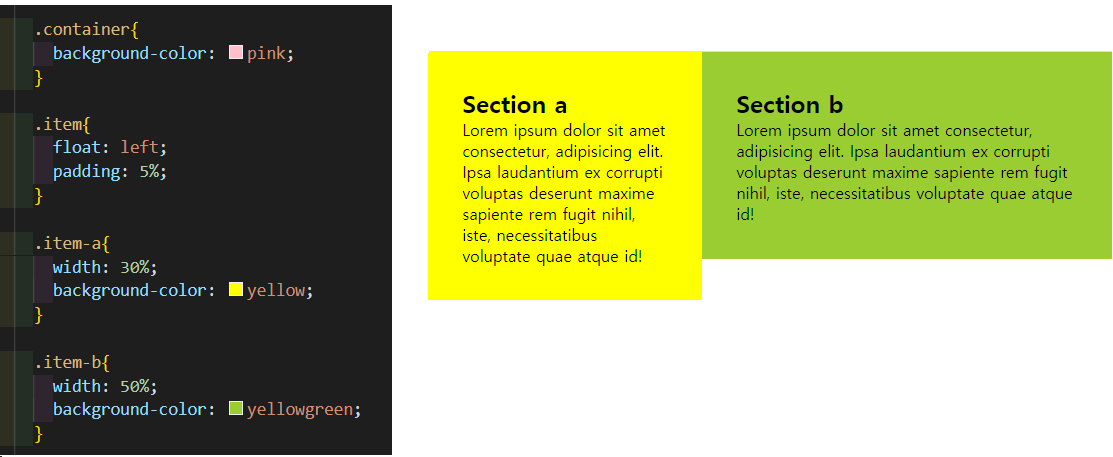 .container{
background-color: pink;
}
.item{
float: left;
padding: 5%;
}
.item-a{
width: 30%;
background-color: yellow;
}
.item-b{
width: 50%;
background-color: yellowgreen;
}
Section a
Lorem ipsum dolor sit amet
consectetur, adipisicing elit.
Ipsa laudantium ex corrupti
voluptas deserunt maxime
sapiente rem fugit nihil,
iste, necessitatibus
voluptate quae atque id!
Section b
Lorem ipsum dolor sit amet consectetur,
adipisicing elit. Ipsa laudantium ex corrupti
voluptas deserunt maxime sapiente rem fugit
nihil, iste, necessitatibus voluptate quae atque
id!